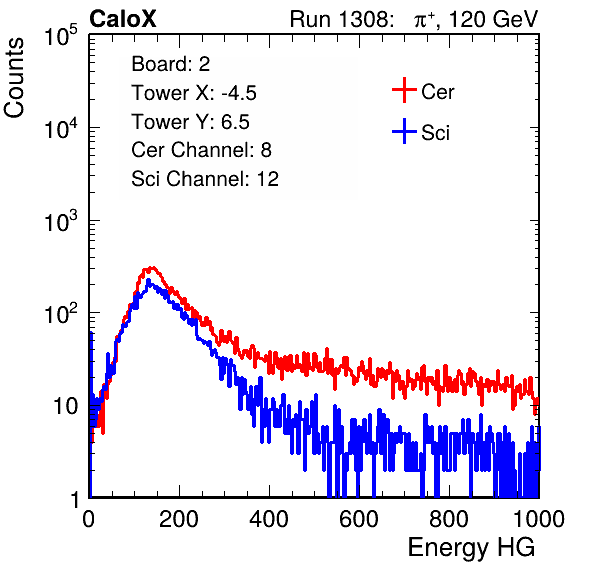 CaloX Run 1308: π⁺, 120 GeV
Counts
10⁵
10⁴
10³
10²
10
1
Board: 2
Tower X: -4.5
Tower Y: 6.5
Cer Channel: 8
Sci Channel: 12
Cer
Sci
0 200 400 600 800 1000
Energy HG